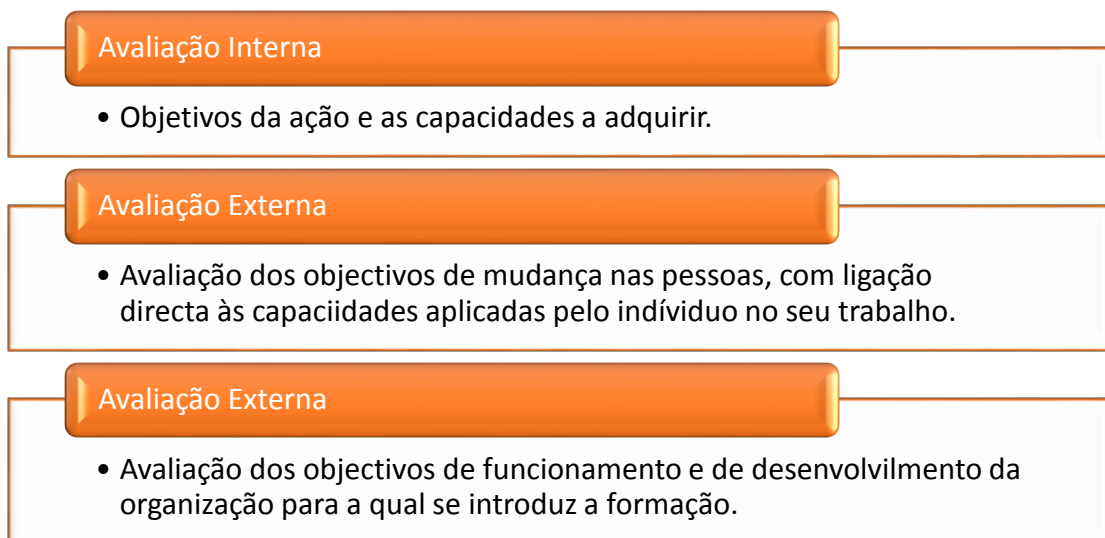 Avaliação Interna
• Objetivos da ação e as capacidades a adquirir.
Avaliação Externa
• Avaliação dos objectivos de mudança nas pessoas, com ligação
directa às capaciidades aplicadas pelo indíviduo no seu trabalho.
Avaliação Externa
• Avaliação dos objectivos de funcionamento e de desenvolvilmento da
organização para a qual se introduz a formação.